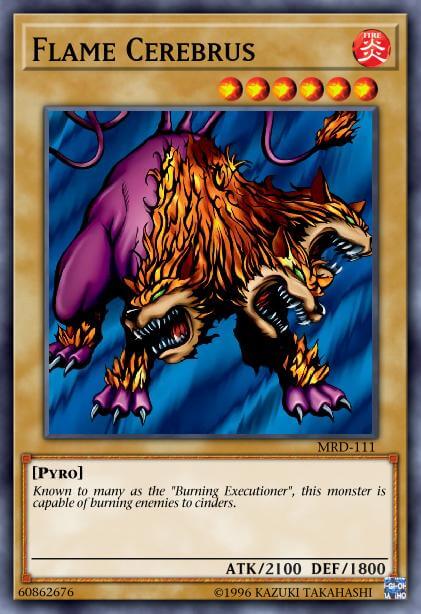 FLAME CEREBRUS
FIRE
炎
MRD-111
[PYRO]
Known to many as the "Burning Executioner", this monster is
capable of burning enemies to cinders.
ATK/2100 DEF/1800
60862676
©1996 KAZUKI TAKAHASHI